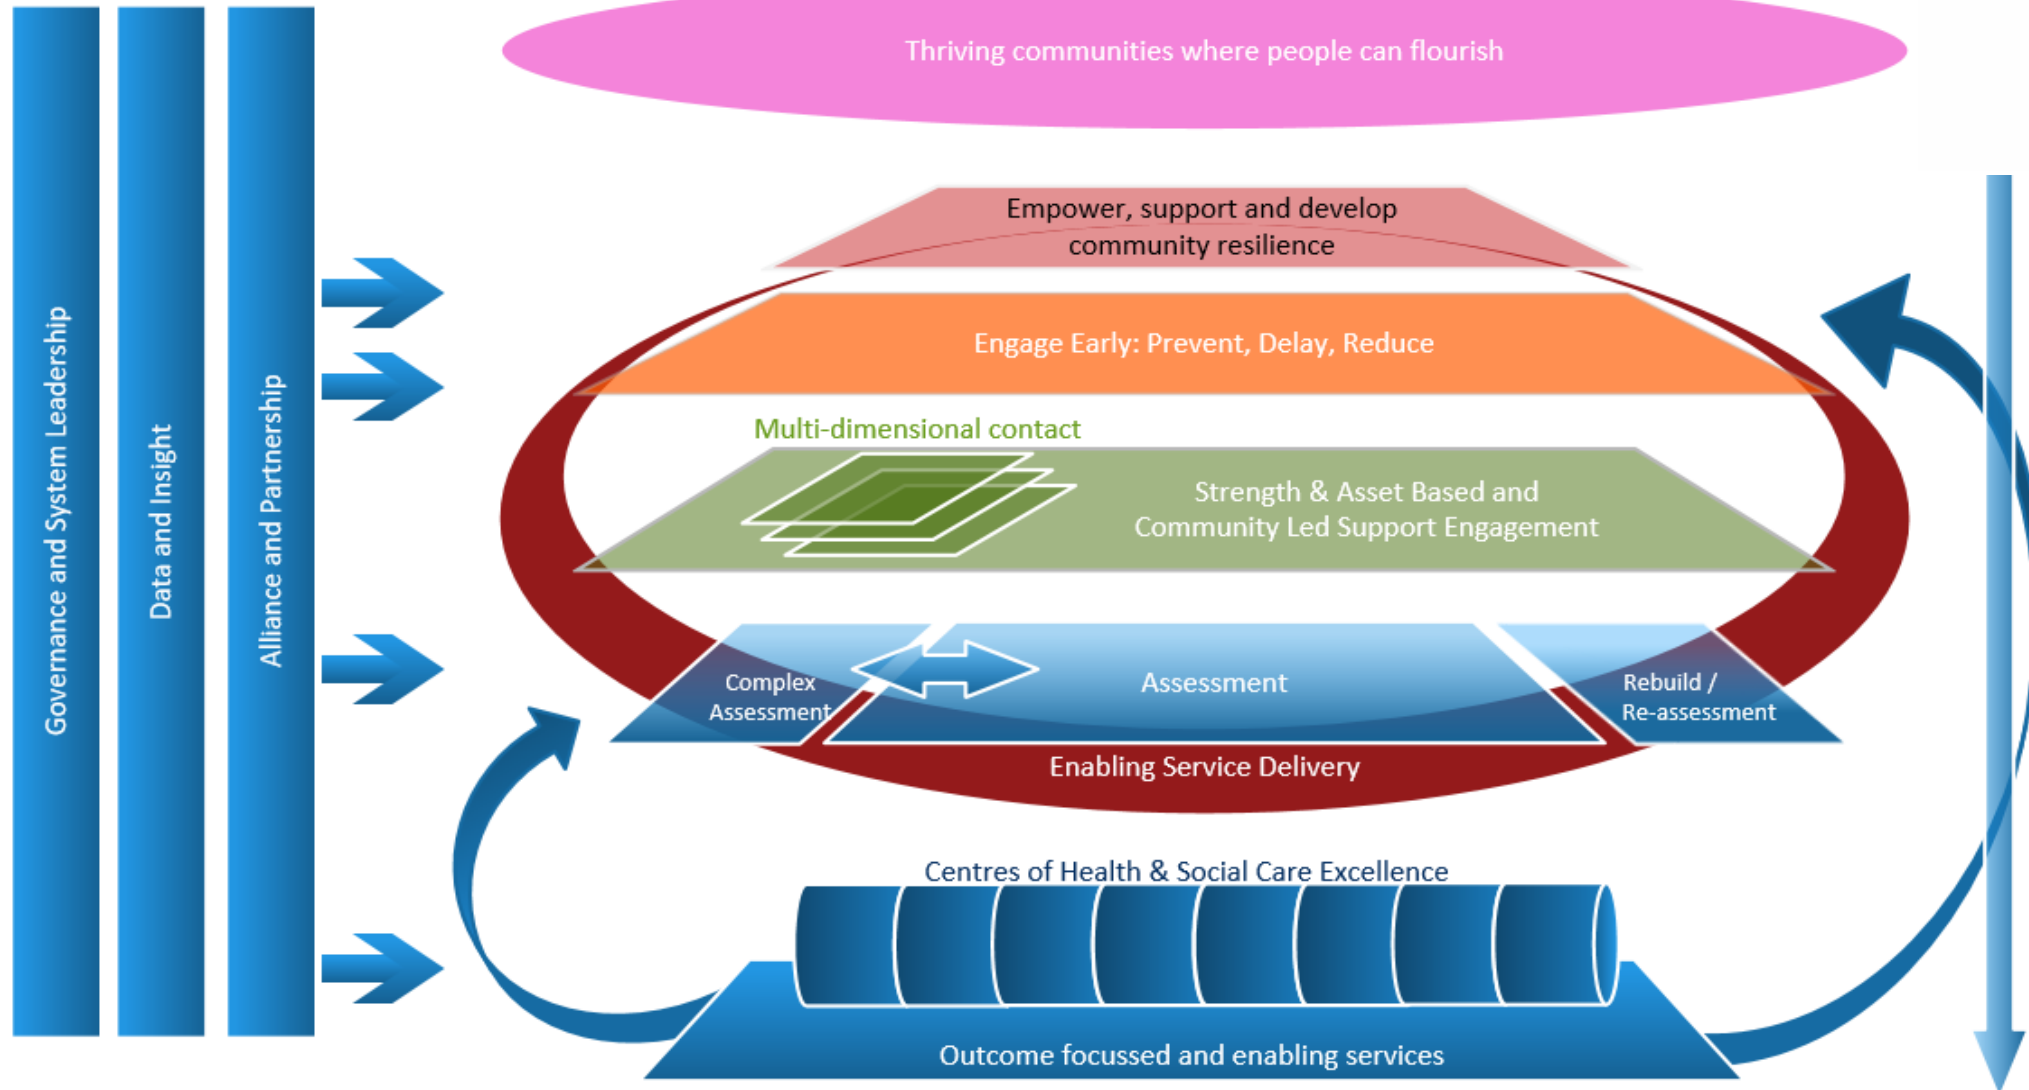 Governance and System Leadership
Data and Insight
Alliance and Partnership
Thriving communities where people can flourish
Empower, support and develop
community resilience
Engage Early: Prevent, Delay, Reduce
Multi-dimensional contact
Strength & Asset Based and
Community Led Support Engagement
Complex
Assessment
Assessment
Rebuild /
Re-assessment
Enabling Service Delivery
Centres of Health & Social Care Excellence
Outcome focussed and enabling services